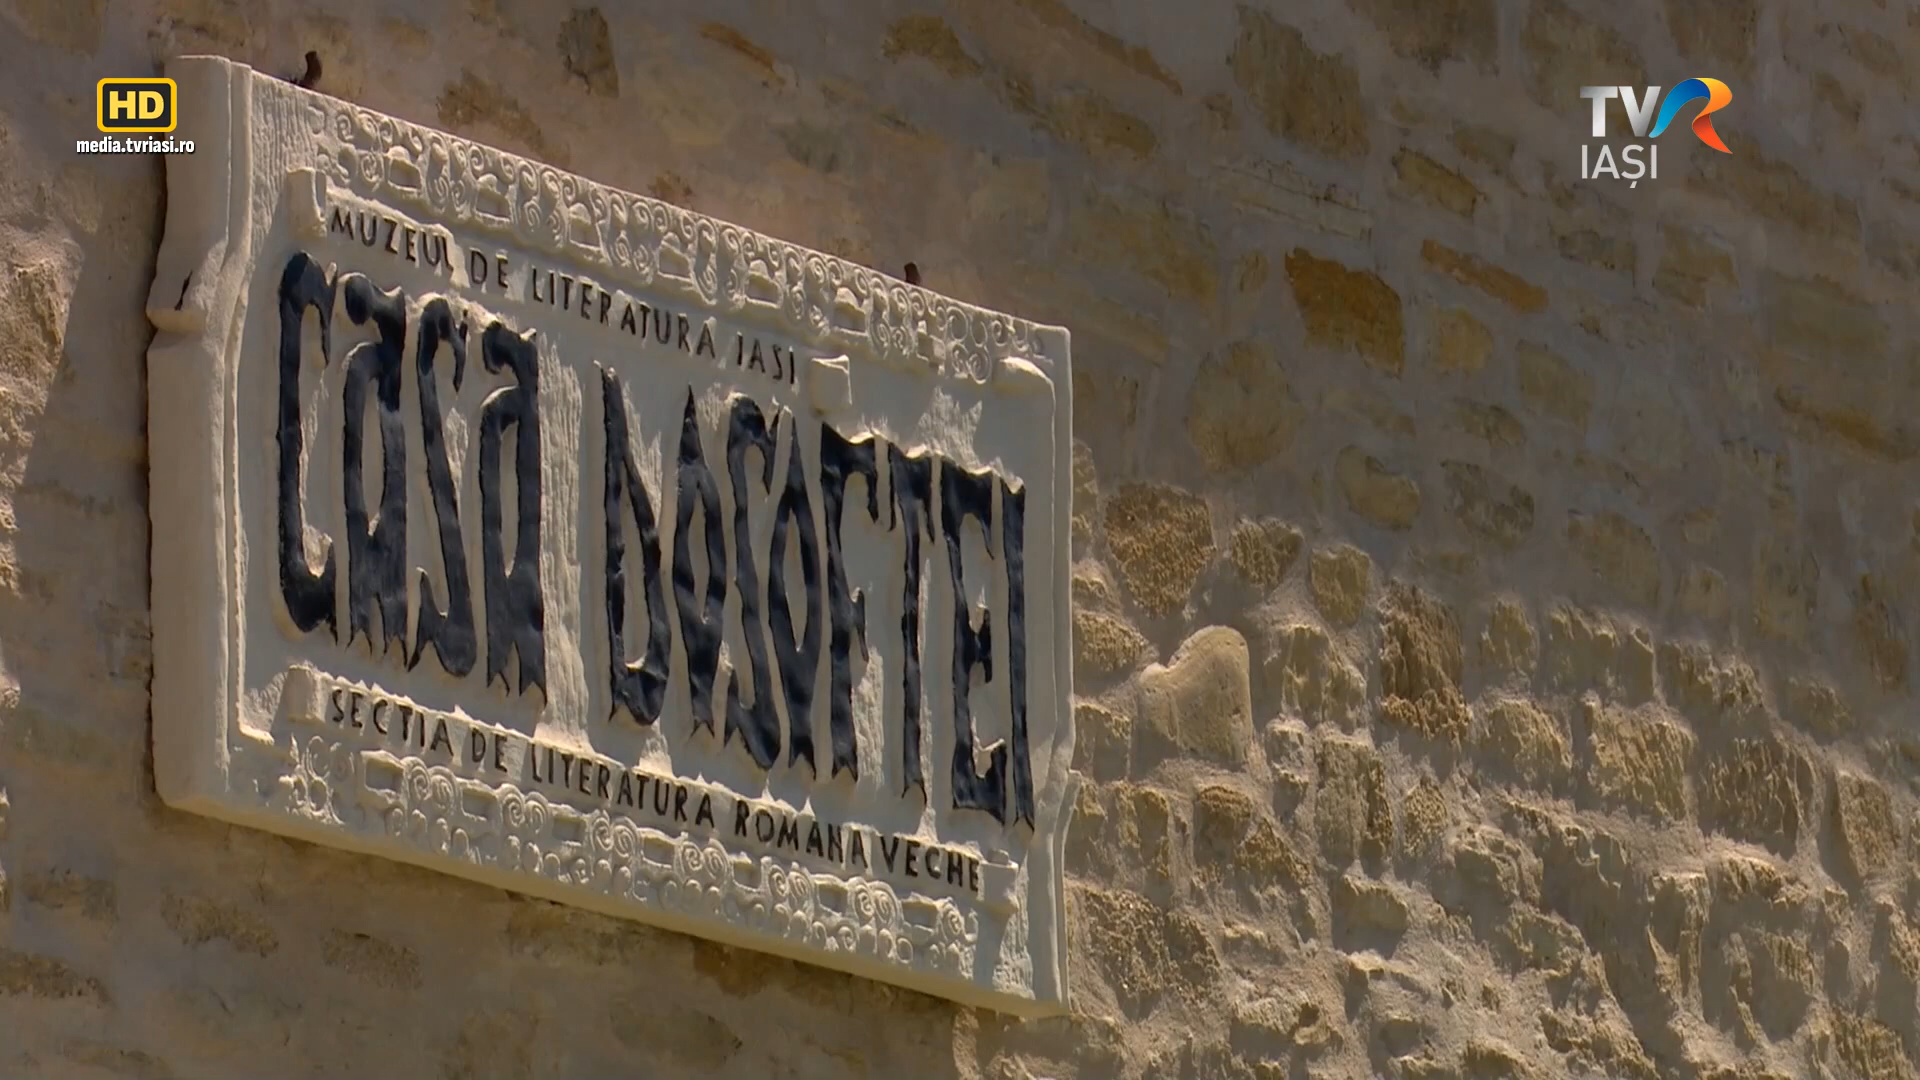 HD
media.tvriasi.ro
TVR
IAȘI
MUZEUL DE LITERATURA IASI
CASA DOSOFTEI
SECTIA DE LITERATURA ROMANA VECHE